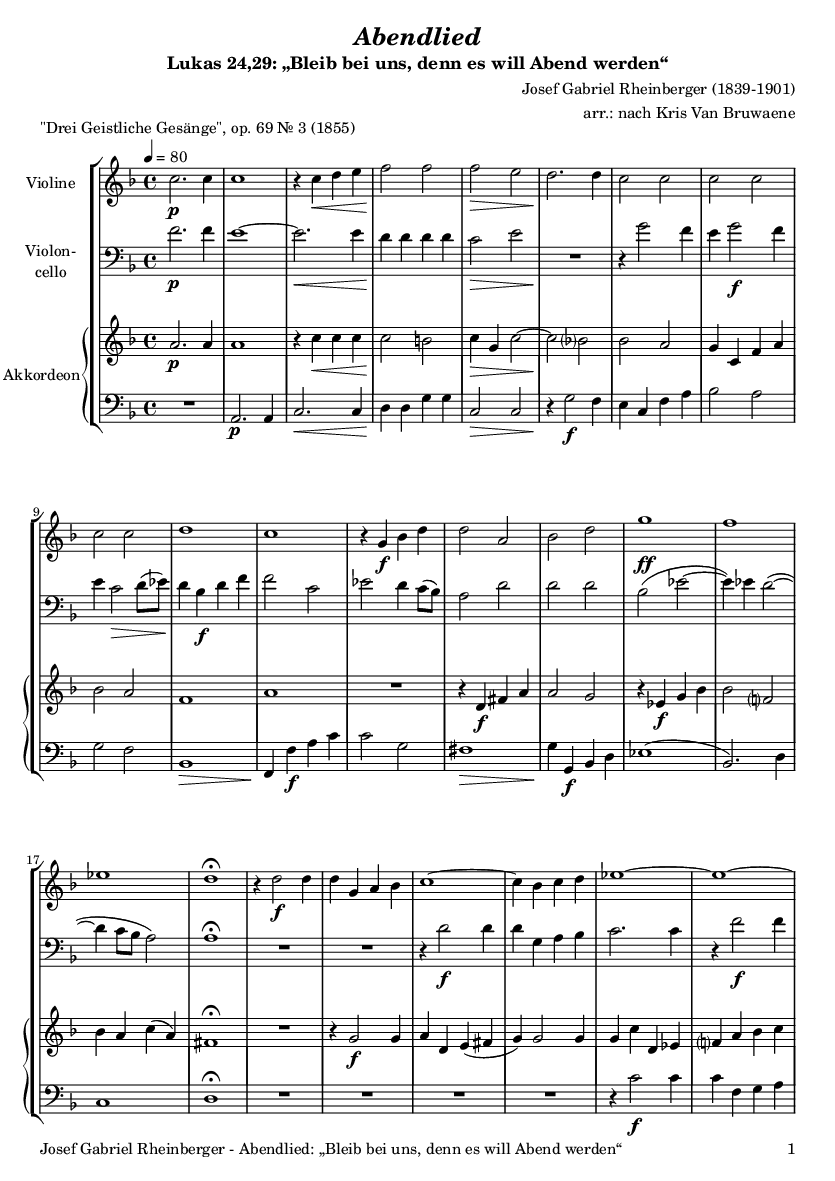 Abendlied
Lukas 24,29: „Bleib bei uns, denn es will Abend werden“
Josef Gabriel Rheinberger (1839-1901)
arr.: nach Kris Van Bruwaene
"Drei Geistliche Gesänge", op. 69 № 3 (1855)
= 80
Violine
p
Violon-
cello
p
f
Akkordeon
p
p
f
9
f
ff
f
f
f
f
f
17
f
f
f
f
f
Josef Gabriel Rheinberger - Abendlied: „Bleib bei uns, denn es will Abend werden“
1